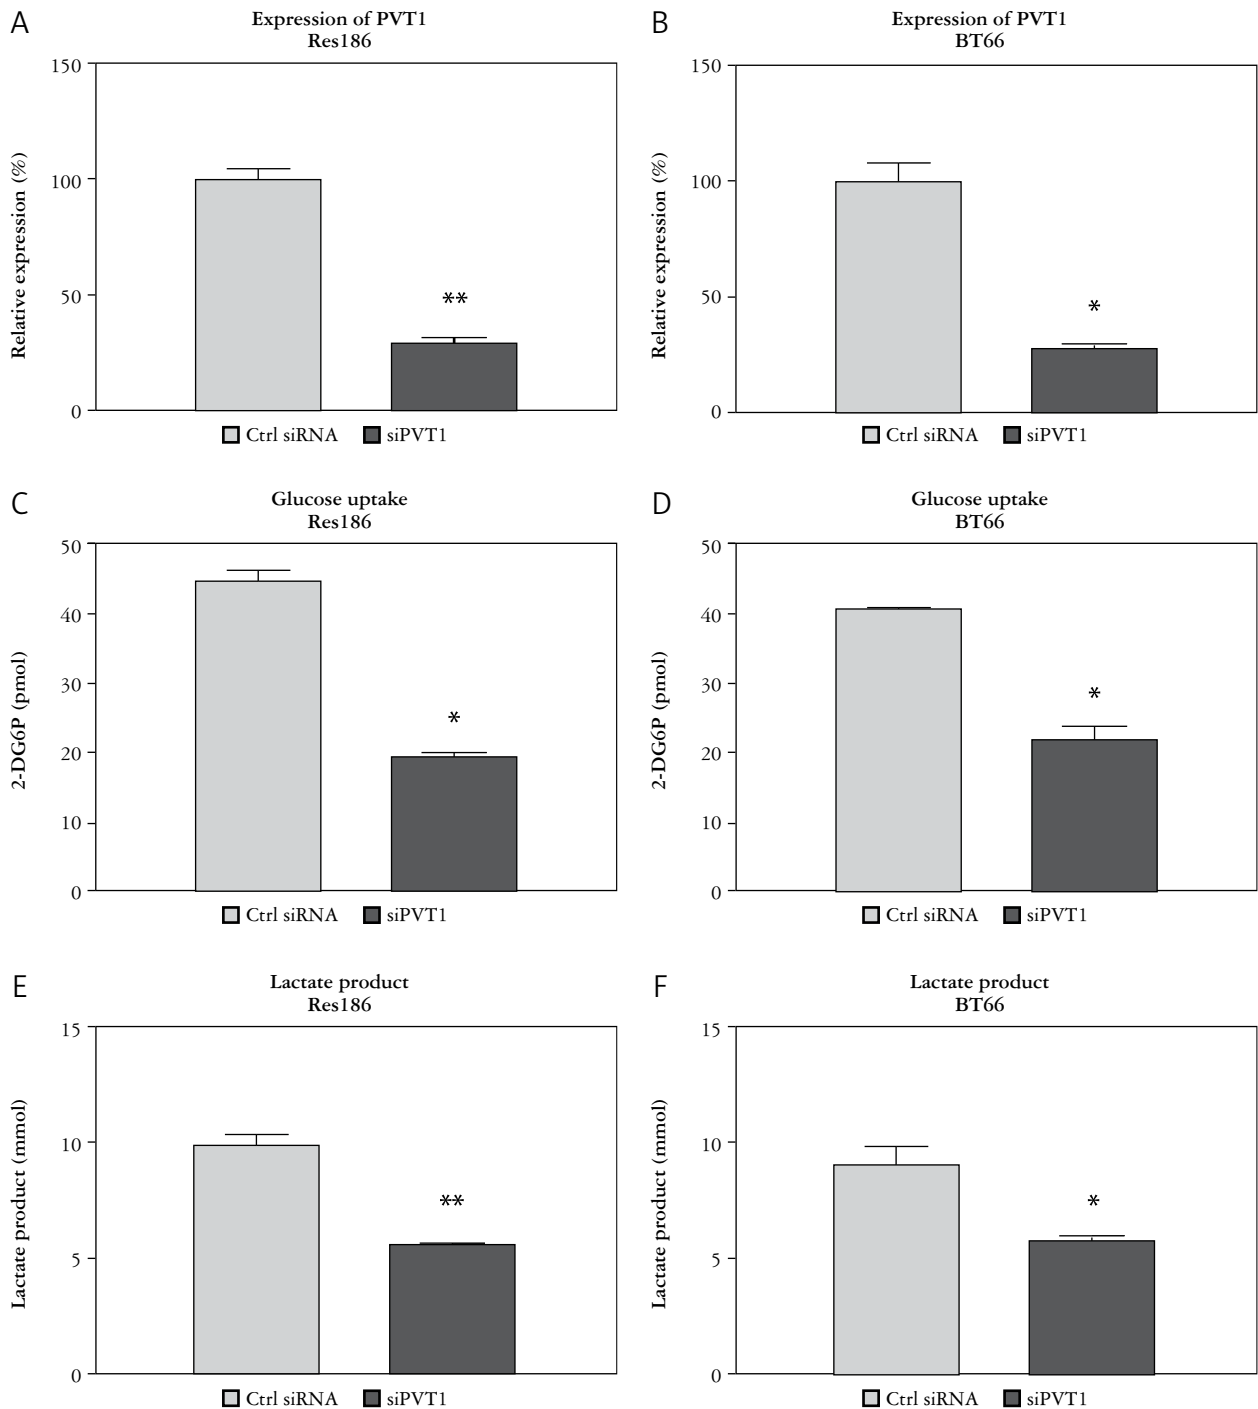 A
Expression of PVT1
Res186
Relative expression (%)
150
100
50
0
**
Ctrl siRNA
siPVT1
B
Expression of PVT1
BT66
Relative expression (%)
150
100
50
0
*
Ctrl siRNA
siPVT1
C
Glucose uptake
Res186
2-DG6P (pmol)
50
40
30
20
10
0
*
Ctrl siRNA
siPVT1
D
Glucose uptake
BT66
2-DG6P (pmol)
50
40
30
20
10
0
*
Ctrl siRNA
siPVT1
E
Lactate product
Res186
Lactate product (mmol)
15
10
5
0
**
Ctrl siRNA
siPVT1
F
Lactate product
BT66
Lactate product (mmol)
15
10
5
0
*
Ctrl siRNA
siPVT1